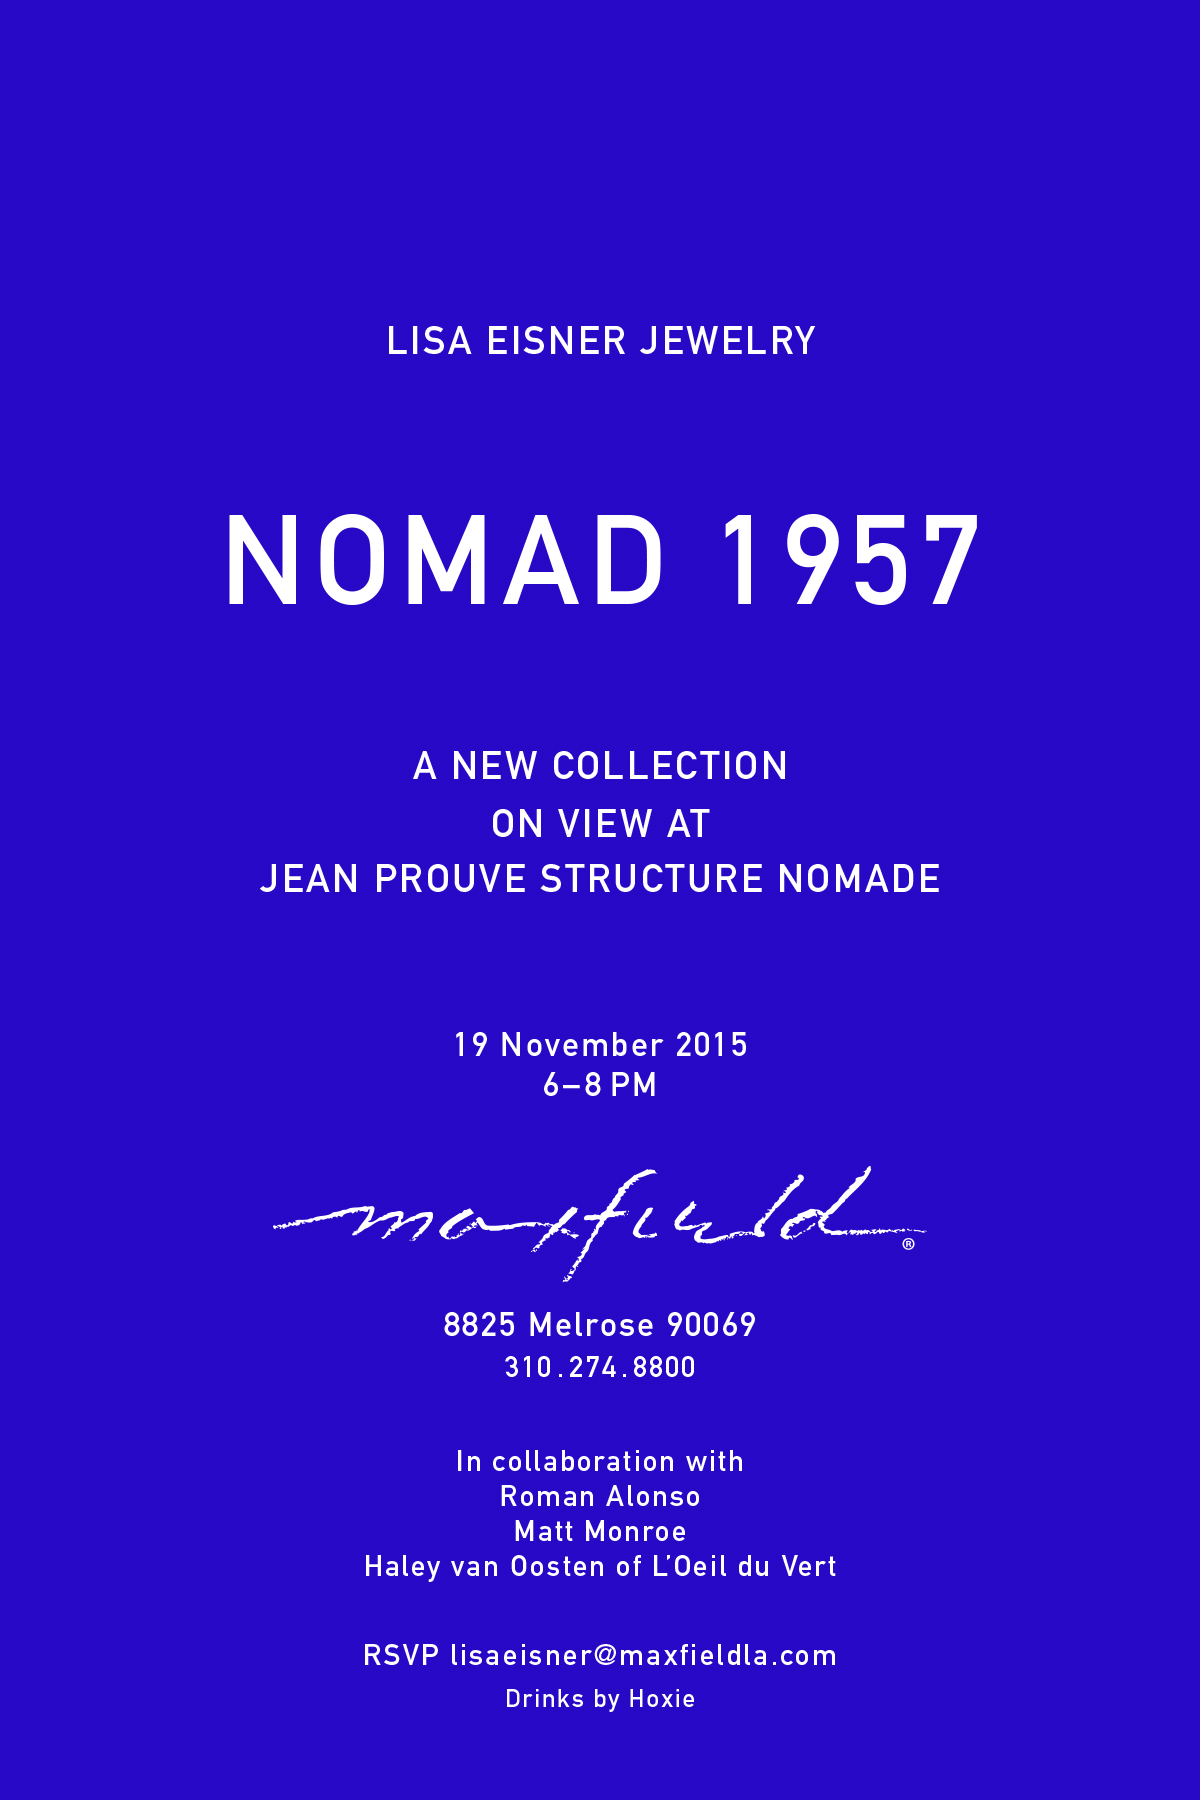 LISA EISNER JEWELRY
NOMAD 1957
A NEW COLLECTION
ON VIEW AT
JEAN PROUVE STRUCTURE NOMADE
19 November 2015
6–8 PM
maxfield®
8825 Melrose 90069
310.274.8800
In collaboration with
Roman Alonso
Matt Monroe
Haley van Oosten of L’Oeil du Vert
RSVP lisaeisner@maxfieldla.com
Drinks by Hoxie